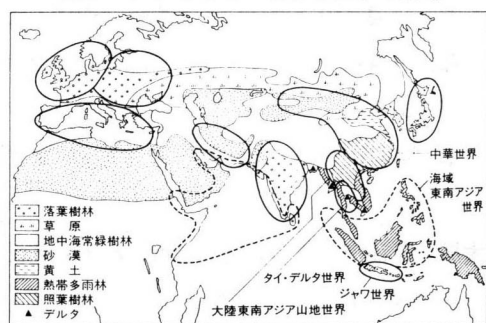 中華世界
海域
東南アジア
世界
落葉樹林
草原
地中海常緑樹林
砂漠
黄土
熱帯多雨林
照葉樹林
デルタ
タイ・デルタ世界
ジャワ世界
大陸東南アジア山地世界